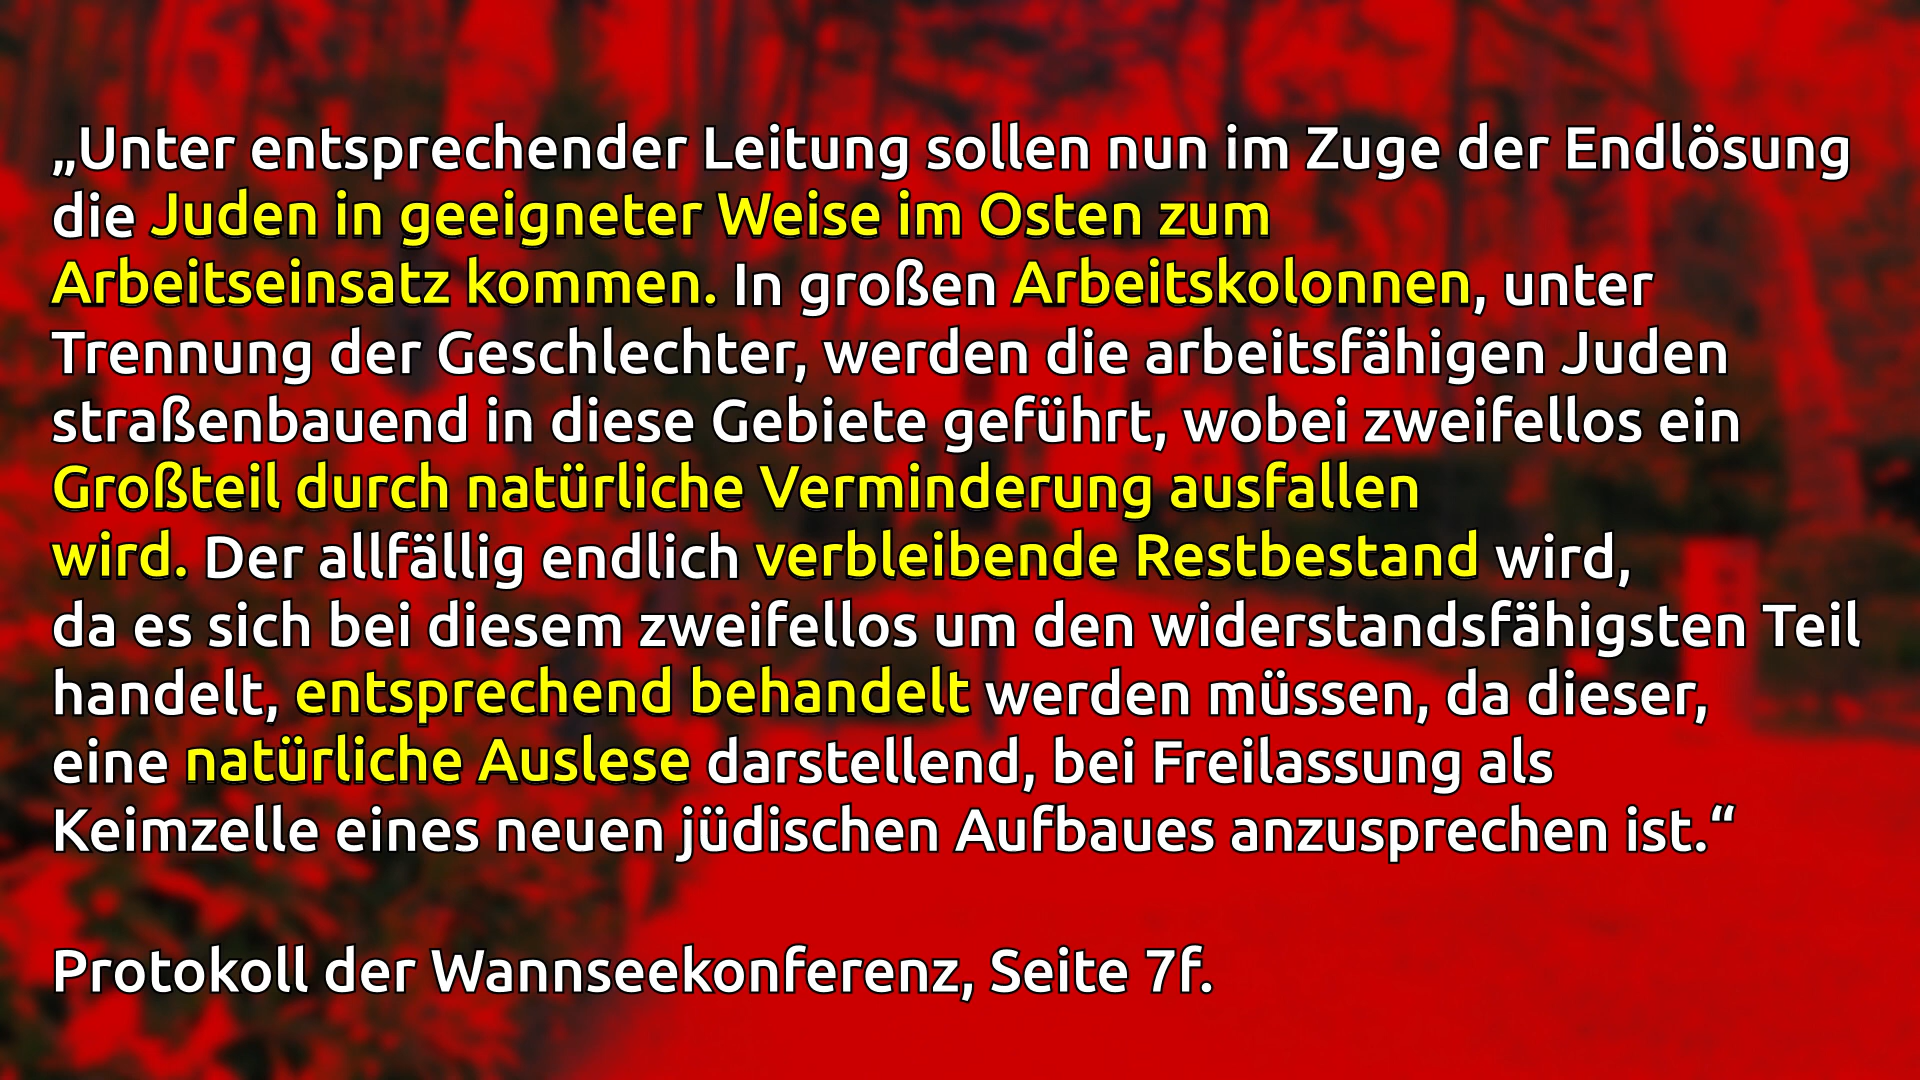 „Unter entsprechender Leitung sollen nun im Zuge der Endlösung
die Juden in geeigneter Weise im Osten zum
Arbeitseinsatz kommen. In großen Arbeitskolonnen, unter
Trennung der Geschlechter, werden die arbeitsfähigen Juden
straßenbauend in diese Gebiete geführt, wobei zweifellos ein
Großteil durch natürliche Verminderung ausfallen
wird. Der allfällig endlich verbleibende Restbestand wird,
da es sich bei diesem zweifellos um den widerstandsfähigsten Teil
handelt, entsprechend behandelt werden müssen, da dieser,
eine natürliche Auslese darstellend, bei Freilassung als
Keimzelle eines neuen jüdischen Aufbaues anzusprechen ist.“
Protokoll der Wannseekonferenz, Seite 7f.